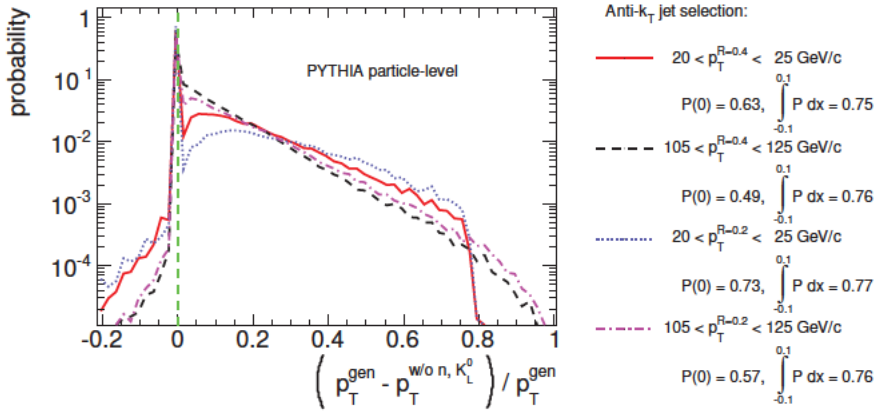 probability
1
10^1
10^-2
10^-3
10^-4
PYTHIA particle-level
-0.2 0 0.2 0.4 0.6 0.8 1
(p_T^gen - p_T^w/o n, K_L^0) / p_T^gen
Anti-k_T jet selection:
20 < p_T^R=0.4 < 25 GeV/c
P(0) = 0.63, ∫_-0.1^0.1 P dx = 0.75
105 < p_T^R=0.4 < 125 GeV/c
P(0) = 0.49, ∫_-0.1^0.1 P dx = 0.76
20 < p_T^R=0.2 < 25 GeV/c
P(0) = 0.73, ∫_-0.1^0.1 P dx = 0.77
105 < p_T^R=0.2 < 125 GeV/c
P(0) = 0.57, ∫_-0.1^0.1 P dx = 0.76